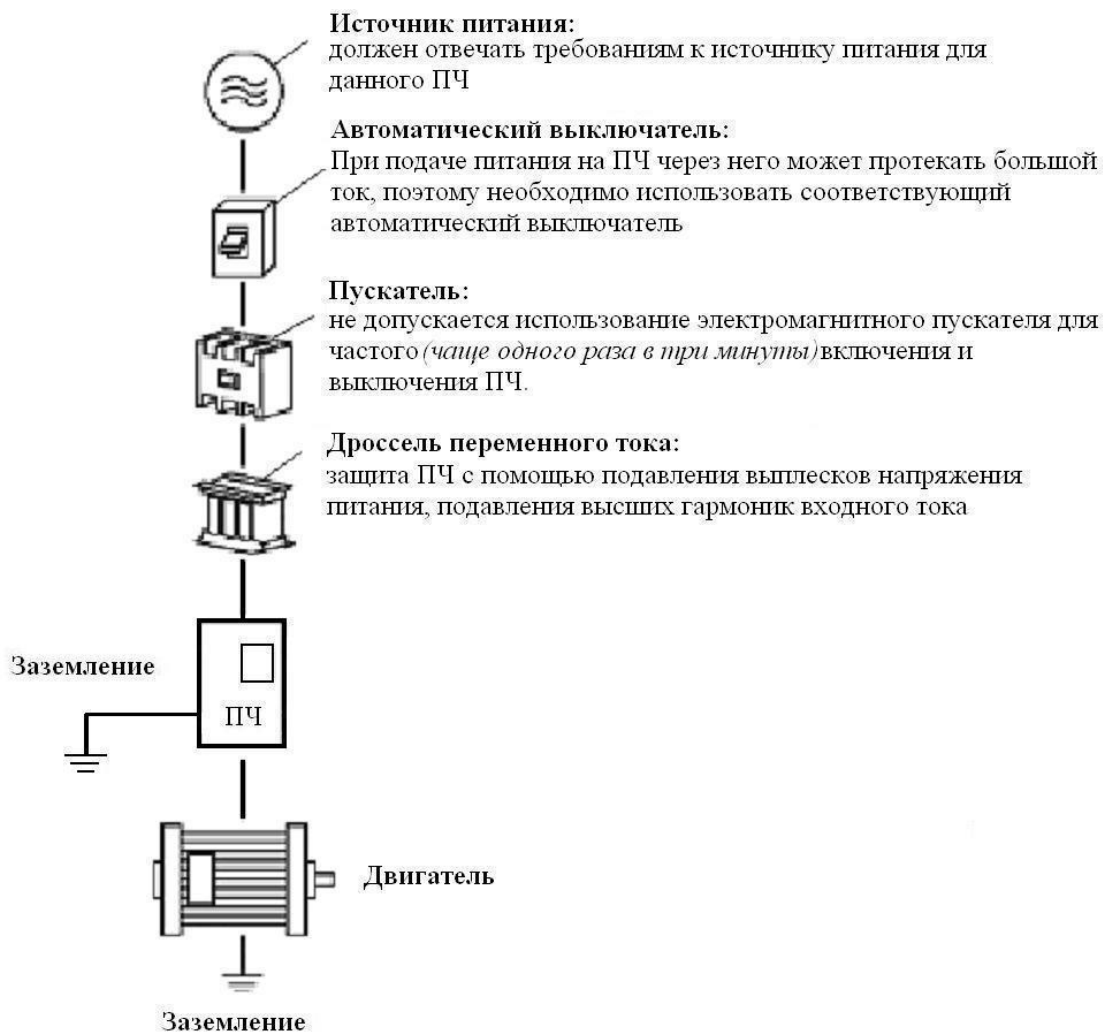 Источник питания:
должен отвечать требованиям к источнику питания для
данного ПЧ
Автоматический выключатель:
При подаче питания на ПЧ через него может протекать большой
ток, поэтому необходимо использовать соответствующий
автоматический выключатель
Пускатель:
не допускается использование электромагнитного пускателя для
частого (чаще одного раза в три минуты) включения и
выключения ПЧ.
Дроссель переменного тока:
защита ПЧ с помощью подавления выплесков напряжения
питания, подавления высших гармоник входного тока
Заземление
ПЧ
Двигатель
Заземление